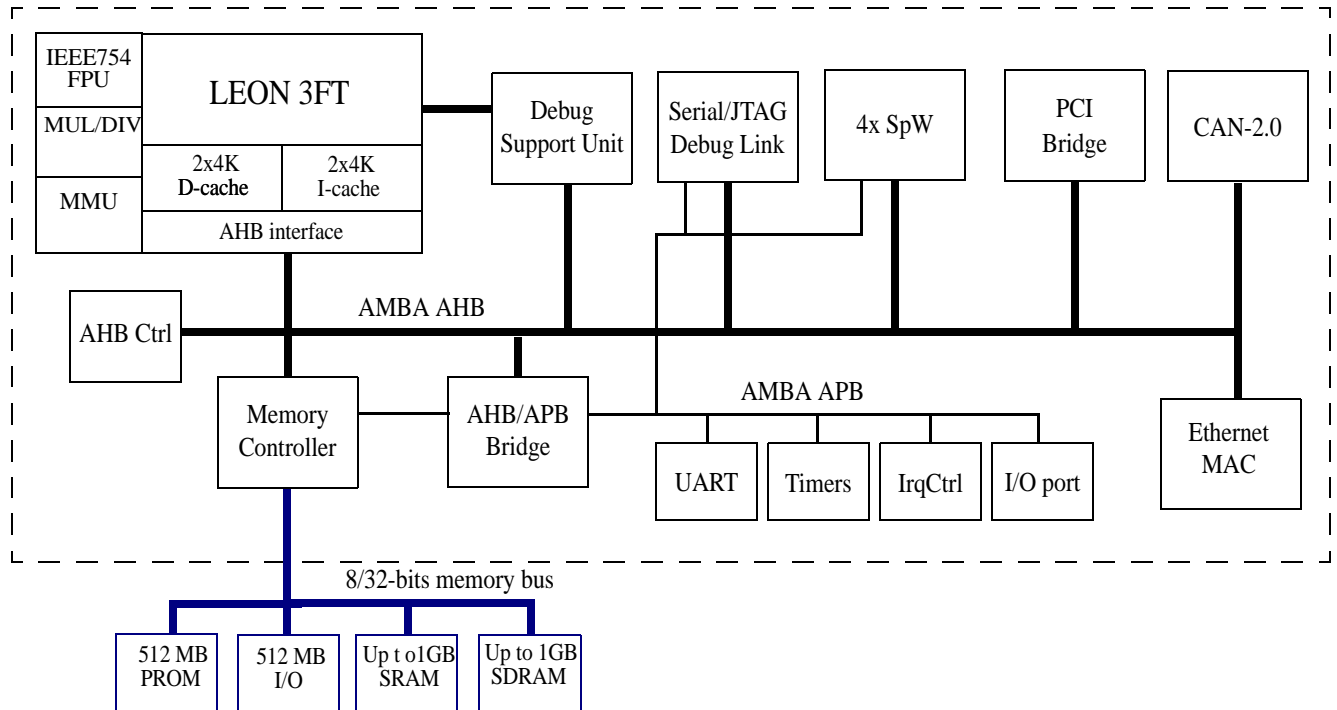 IEEE754
FPU
MUL/DIV
MMU
LEON 3FT
2x4K
D-cache
2x4K
I-cache
AHB interface
Debug
Support Unit
Serial/JTAG
Debug Link
4x SpW
PCI
Bridge
CAN-2.0
AHB Ctrl
AMBA AHB
Memory
Controller
AHB/APB
Bridge
AMBA APB
UART
Timers
IrqCtrl
I/O port
Ethernet
MAC
8/32-bits memory bus
512 MB
PROM
512 MB
I/O
Up t o1GB
SRAM
Up to 1GB
SDRAM